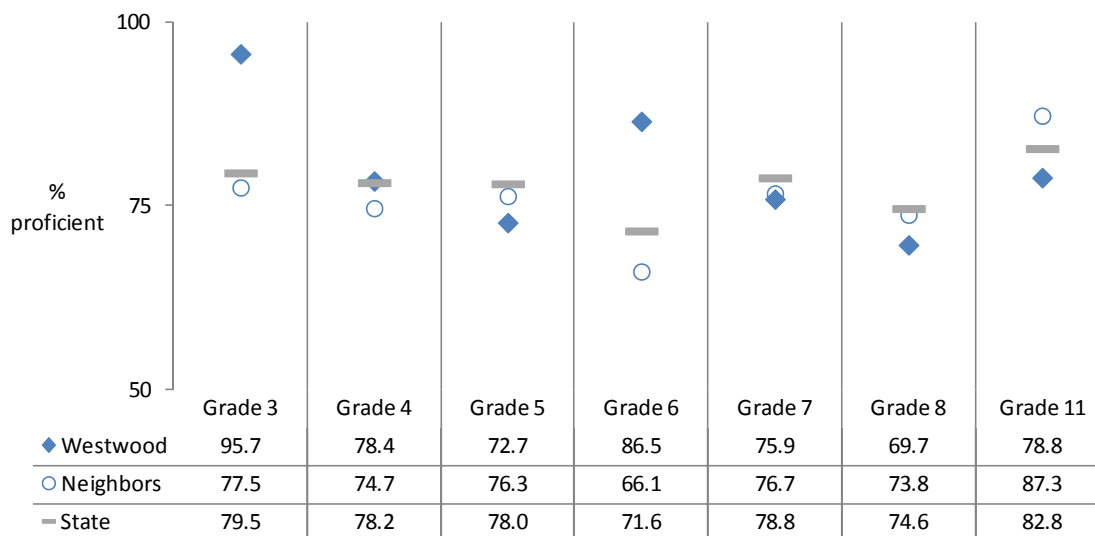 100
75
50
%
proficient
Grade 3 Grade 4 Grade 5 Grade 6 Grade 7 Grade 8 Grade 11
Westwood 95.7 78.4 72.7 86.5 75.9 69.7 78.8
Neighbors 77.5 74.7 76.3 66.1 76.7 73.8 87.3
State 79.5 78.2 78.0 71.6 78.8 74.6 82.8